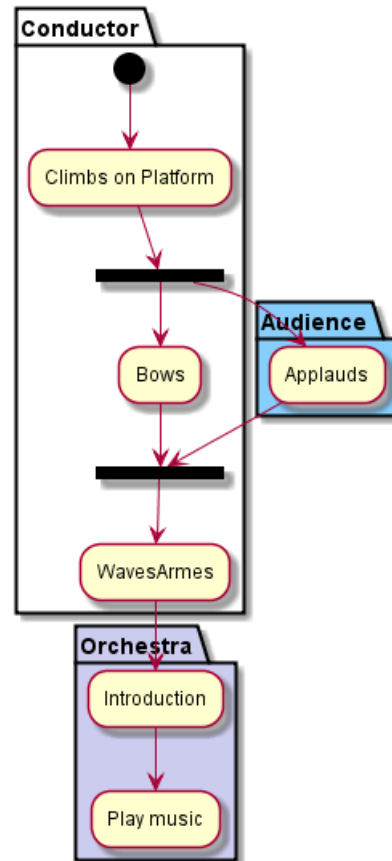 Conductor
Climbs on Platform
Audience
Bows
Applauds
WavesArmes
Orchestra
Introduction
Play music